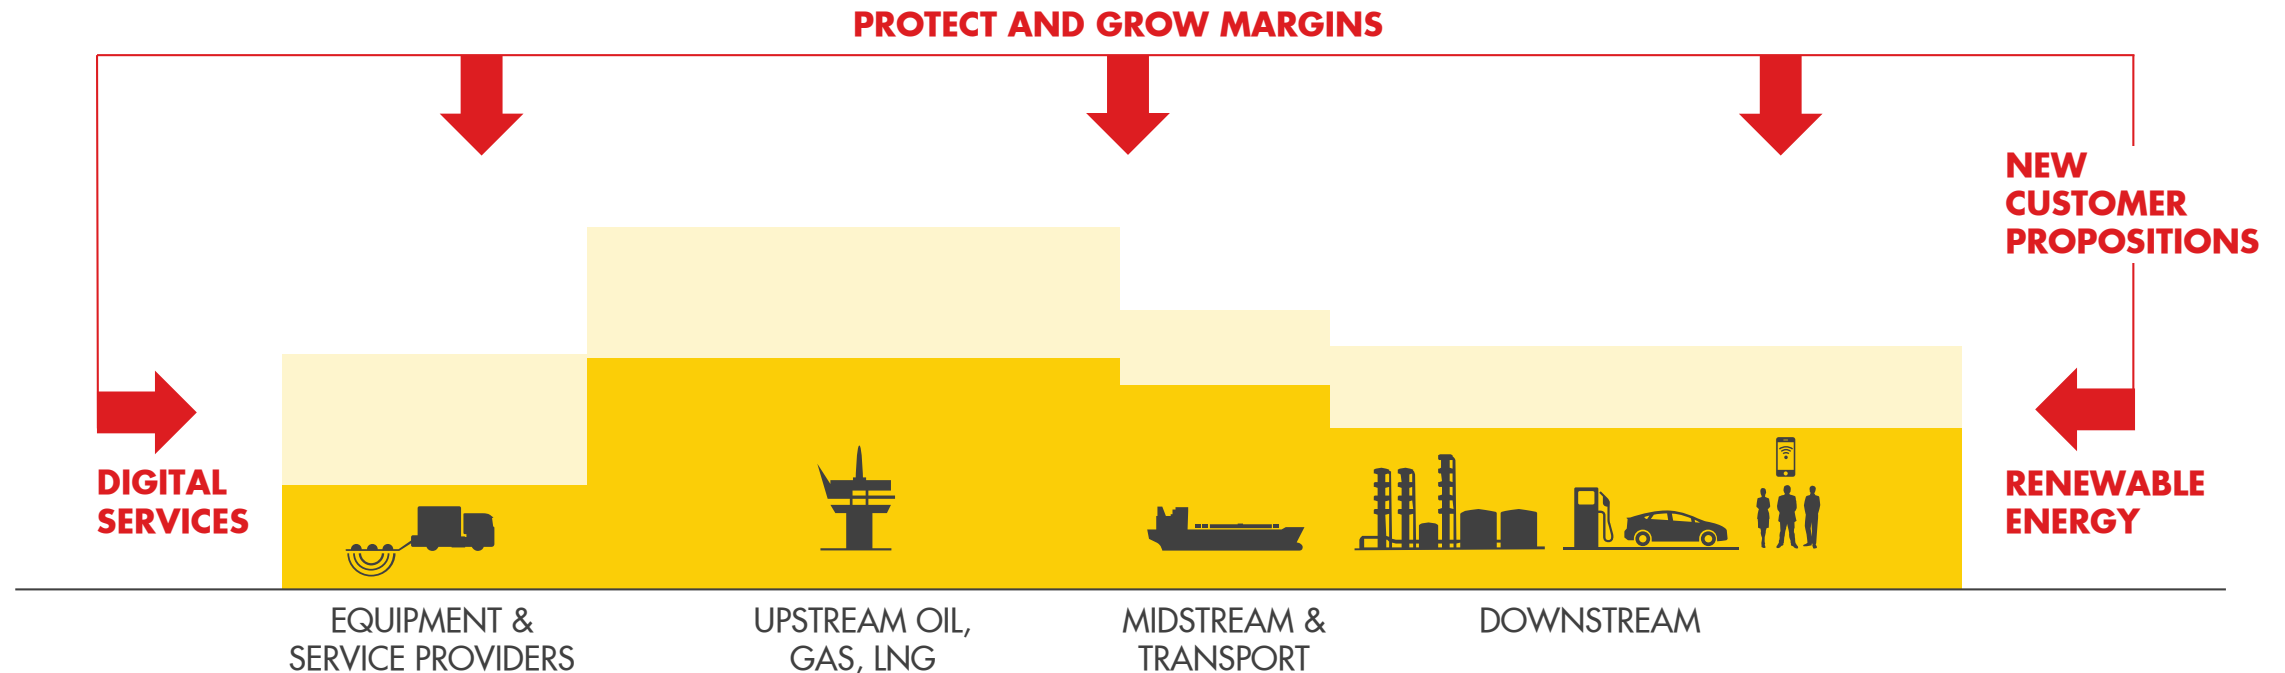 PROTECT AND GROW MARGINS
NEW
CUSTOMER
PROPOSITIONS
DIGITAL
SERVICES
RENEWABLE
ENERGY
EQUIPMENT &
SERVICE PROVIDERS
UPSTREAM OIL,
GAS, LNG
MIDSTREAM &
TRANSPORT
DOWNSTREAM